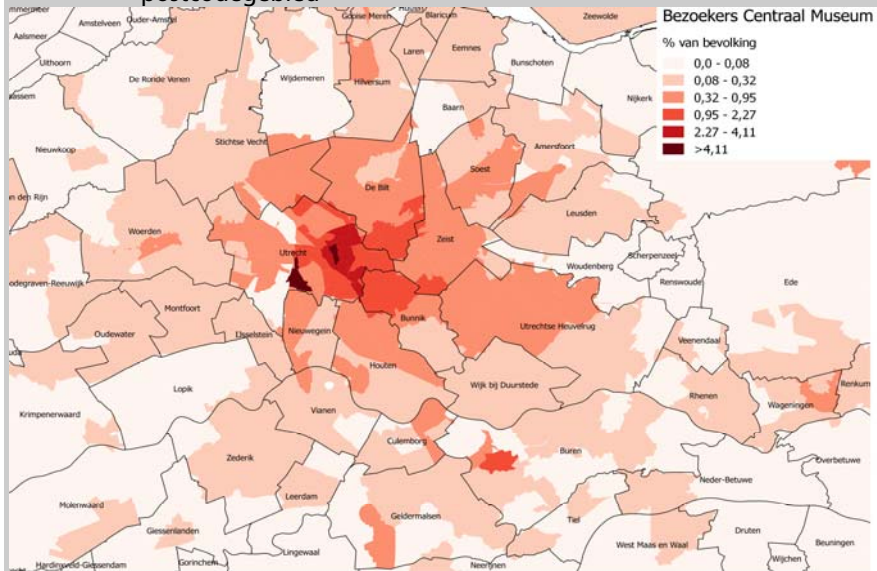 postcodegebied
Bezoekers Centraal Museum
% van bevolking
0,0 - 0,08
0,08 - 0,32
0,32 - 0,95
0,95 - 2,27
2.27 - 4,11
>4,11
Amstelveen
Ouder-Amstel
Gooise Meren
Blaricum
Zeewolde
Aalsmeer
Laren
Eemnes
Uithoorn
De Ronde Venen
Wijdemeren
Hilversum
Bunschoten
Nijkerk
Baarn
Nieuwkoop
Stichtse Vecht
Amersfoort
Soest
De Bilt
Leusden
Woerden
Zeist
Utrecht
Woudenberg
Scherpenzeel
Renswoude
Ede
odegraven-Reeuwijk
Montfoort
Oudewater
IJsselstein
Nieuwegein
Bunnik
Utrechtse Heuvelrug
Veenendaal
Houten
Lopik
Wijk bij Duurstede
Rhenen
Wageningen
Renkum
Krimpenerwaard
Vianen
Culemborg
Zederik
Buren
Overbetuwe
Neder-Betuwe
Leerdam
Molenwaard
Geldermalsen
Tiel
Giessenlanden
Lingewaal
West Maas en Waal
Druten
Beuningen
Hardinxveld-Giessendam
Gorinchem
Neerijnen
Wijchen